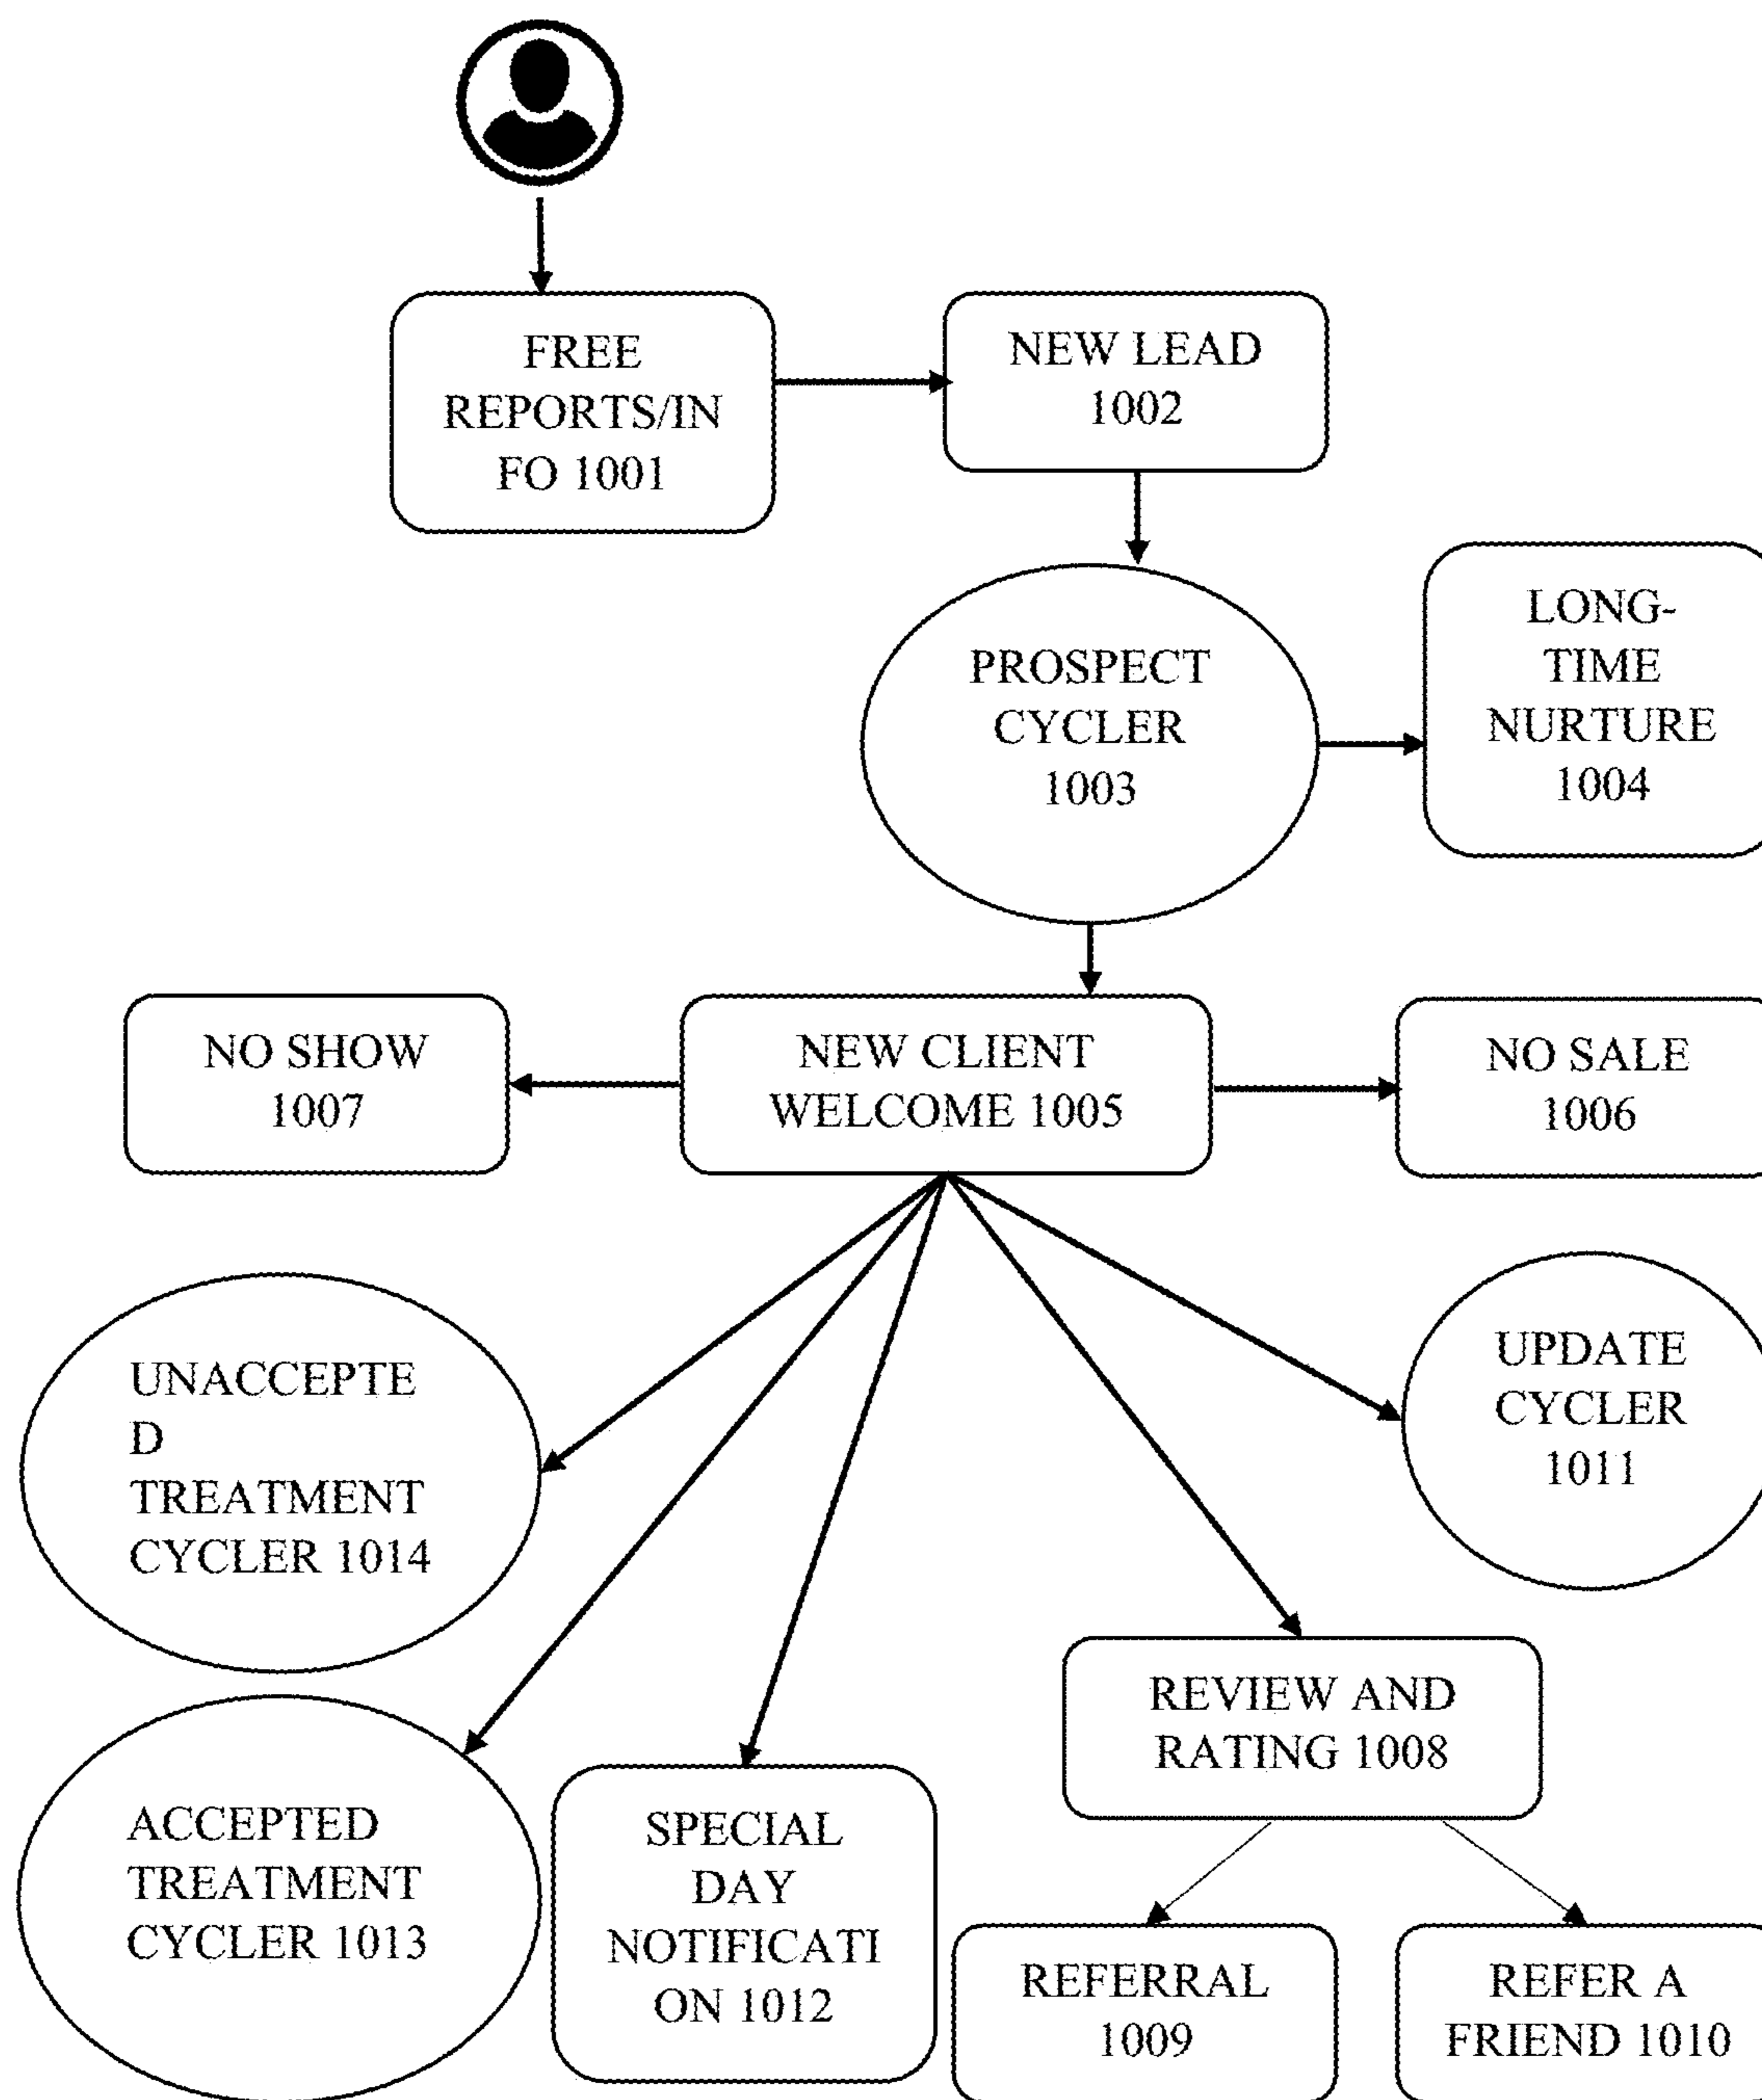 FREE
REPORTS/IN
FO 1001
NEW LEAD
1002
PROSPECT
CYCLER
1003
LONG-
TIME
NURTURE
1004
NO SHOW
1007
NEW CLIENT
WELCOME 1005
NO SALE
1006
UNACCEPTE
D
TREATMENT
CYCLER 1014
UPDATE
CYCLER
1011
REVIEW AND
RATING 1008
ACCEPTED
TREATMENT
CYCLER 1013
SPECIAL
DAY
NOTIFICATI
ON 1012
REFERRAL
1009
REFER A
FRIEND 1010